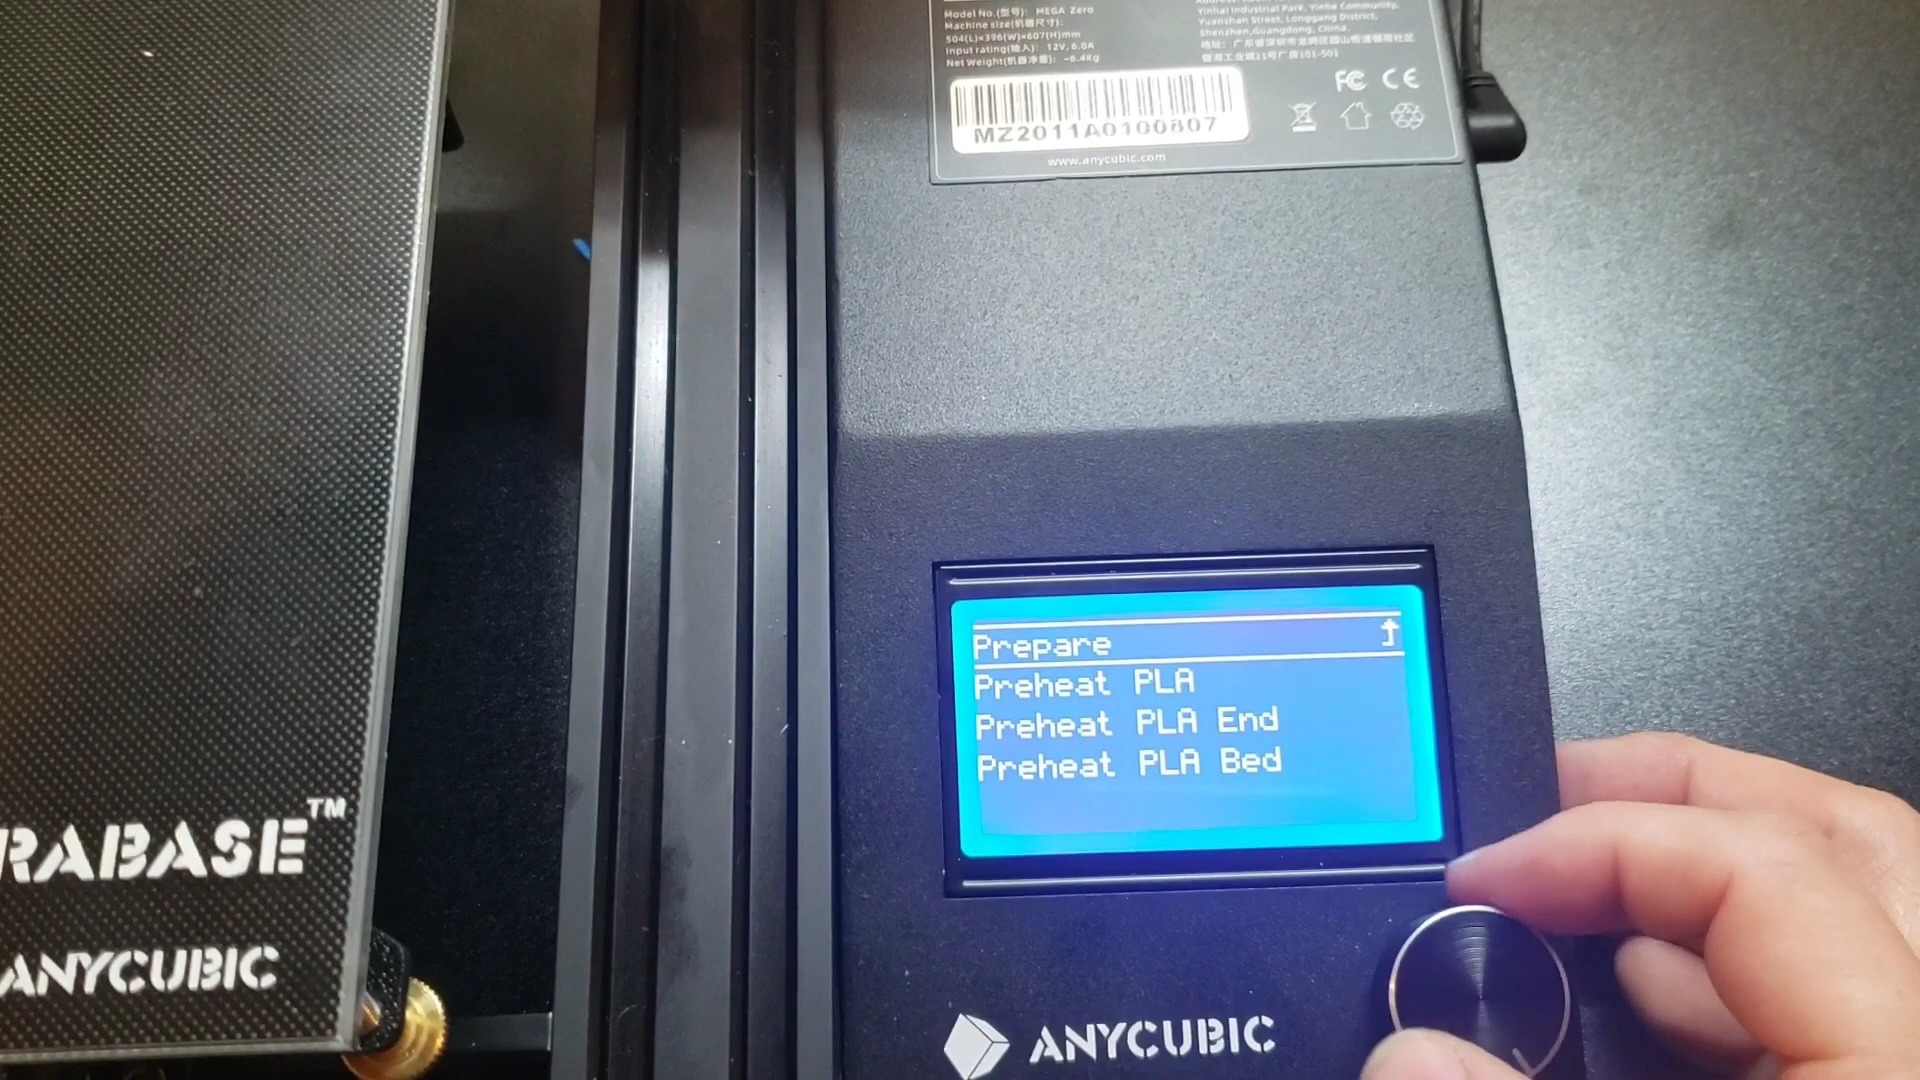 Model No.(型号): MEGA Zero
Machine size(机器尺寸):
504(L)×396(W)×607(H)mm
Input rating(输入): 12V, 6.0A
Net Weight(机器净重): ~6.4Kg
Yinhai Industrial Park, Yinhe Community,
Yuanshan Street, Longgang District,
Shenzhen,Guangdong, China.
MZ2011A0100807
FC CE
www.anycubic.com
Prepare
Preheat PLA
Preheat PLA End
Preheat PLA Bed
RABASE™
ANYCUBIC
ANYCUBIC